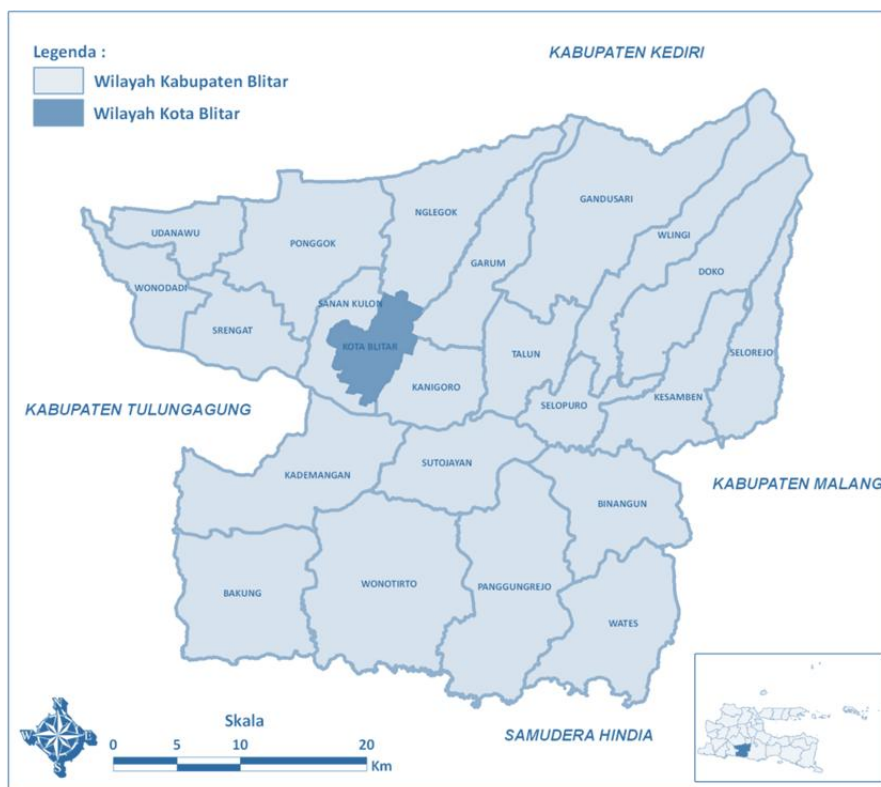 Legenda :
Wilayah Kabupaten Blitar
Wilayah Kota Blitar
KABUPATEN KEDIRI
GANDUSARI
NGLEGOK
UDANAWU
WLINGI
PONGGOK
GARUM
DOKO
WONODADI
SANAN KULON
SRENGAT
KOTA BLITAR
TALUN
SELOREJO
KANIGORO
KESAMBEN
SELOPURO
KABUPATEN TULUNGAGUNG
SUTOJAYAN
KADEMANGAN
KABUPATEN MALANG
BINANGUN
WONOTIRTO
PANGGUNGREJO
BAKUNG
WATES
N
W E
S
Skala
0 5 10 20
Km
SAMUDERA HINDIA